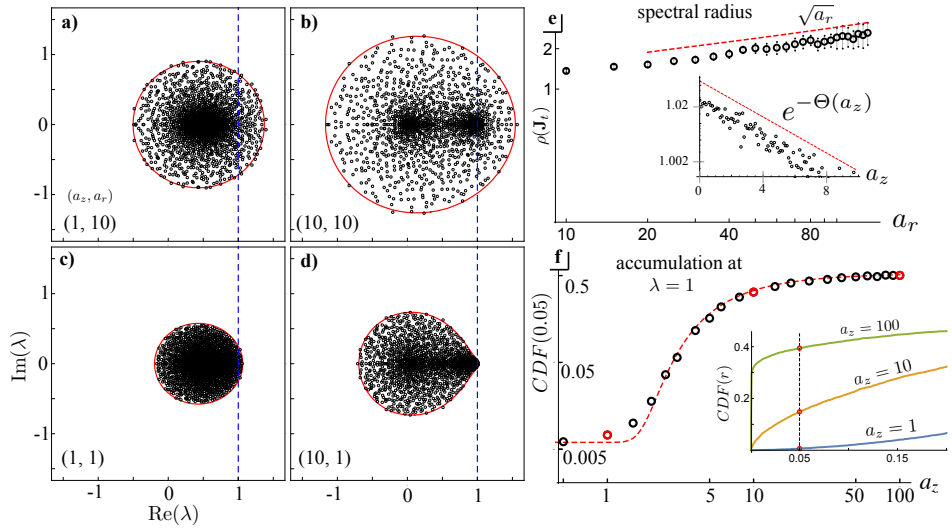 a)
1
0
-1
Im(λ)
(a_z, a_r)
(1, 10)
b)
(10, 10)
c)
1
0
-1
(1, 1)
-1
0
1
Re(λ)
d)
(10, 1)
-1
0
1
e
spectral radius
√a_r
2
1
ρ(J_t)
e^{-Θ(a_z)}
1.02
1.002
0
4
8
a_z
10
20
40
80
a_r
f
accumulation at
λ = 1
0.5
0.05
0.005
CDF(0.05)
a_z = 100
a_z = 10
a_z = 1
0.4
0.2
0.
CDF(r)
0.05
0.15
1
5
10
50
100
a_z